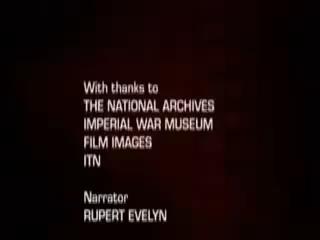 With thanks to
THE NATIONAL ARCHIVES
IMPERIAL WAR MUSEUM
FILM IMAGES
ITN
Narrator
RUPERT EVELYN